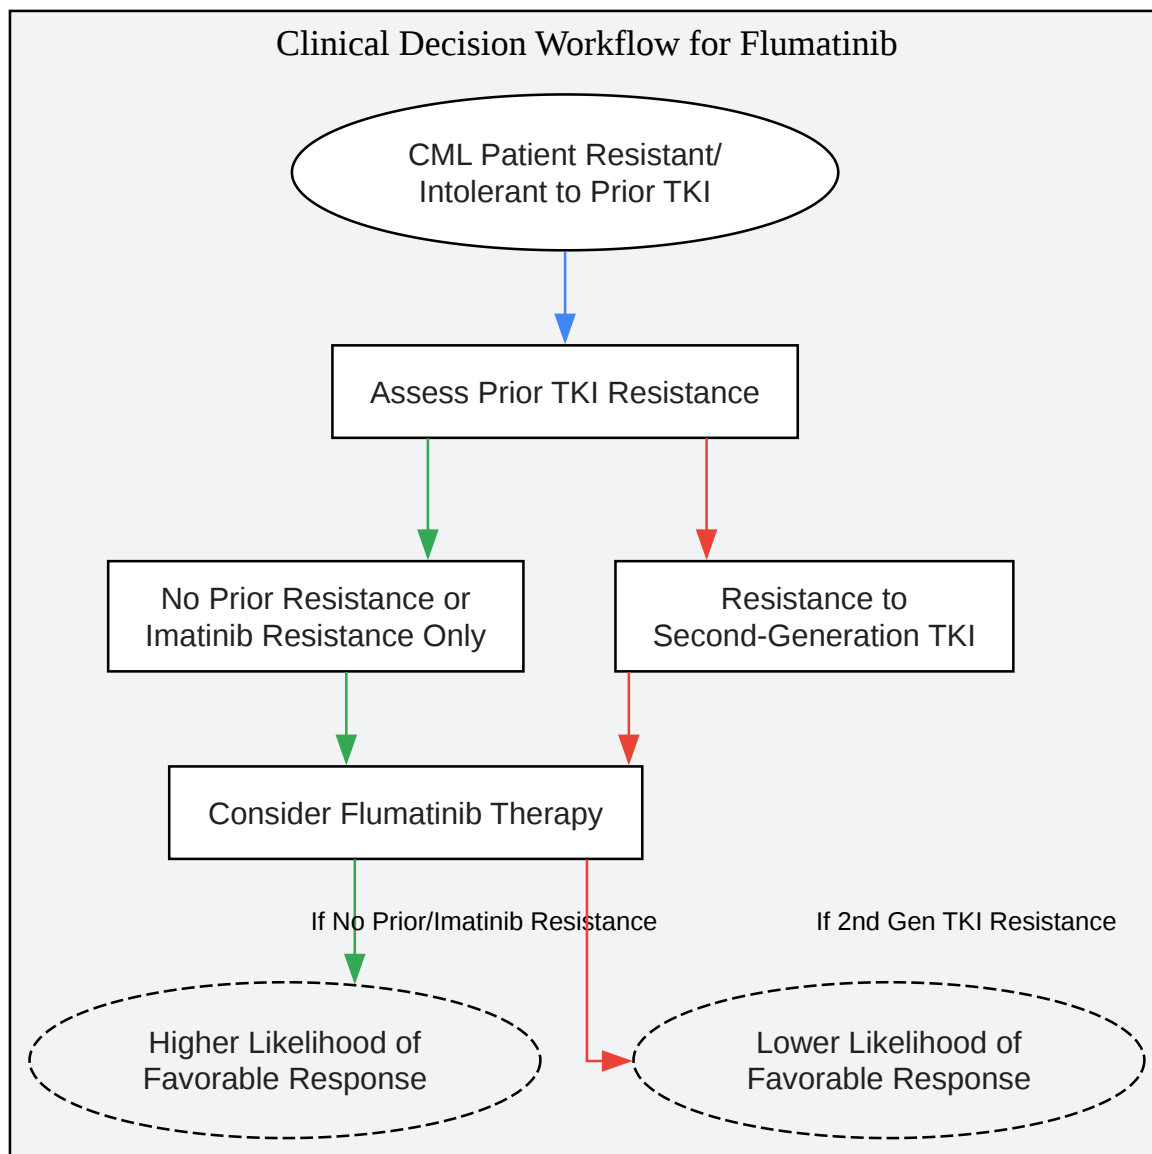 Clinical Decision Workflow for Flumatinib
CML Patient Resistant/
Intolerant to Prior TKI
Assess Prior TKI Resistance
No Prior Resistance or
Imatinib Resistance Only
Resistance to
Second-Generation TKI
Consider Flumatinib Therapy
If No Prior/Imatinib Resistance
If 2nd Gen TKI Resistance
Higher Likelihood of
Favorable Response
Lower Likelihood of
Favorable Response